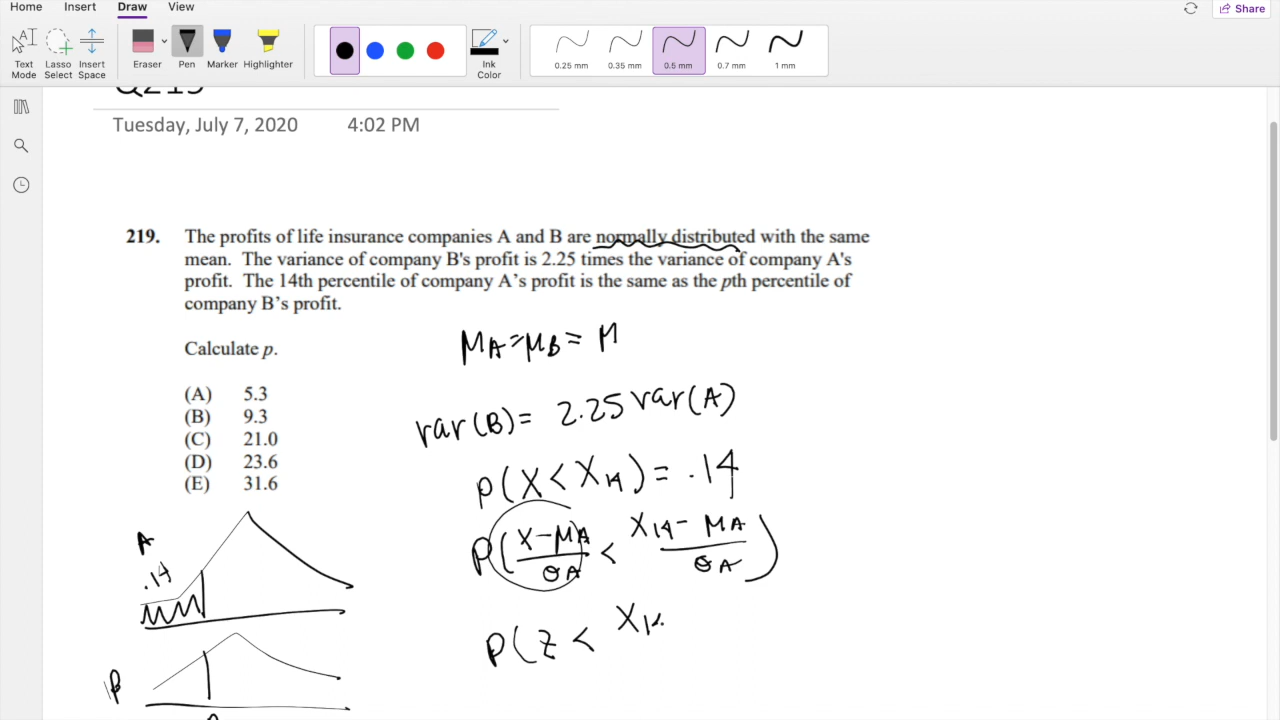 Home Insert Draw View
Share
Text Mode
Lasso Select
Insert Space
Eraser
Pen
Marker
Highlighter
Ink Color
0.25 mm
0.35 mm
0.5 mm
0.7 mm
1 mm
Q219
Tuesday, July 7, 2020 4:02 PM
219. The profits of life insurance companies A and B are normally distributed with the same
mean. The variance of company B's profit is 2.25 times the variance of company A's
profit. The 14th percentile of company A’s profit is the same as the pth percentile of
company B’s profit.
Calculate p.
(A) 5.3
(B) 9.3
(C) 21.0
(D) 23.6
(E) 31.6
μA=μB= M
var(B)= 2.25 var(A)
P(X < X14) = .14
P(X-μA/σA < X14-μA/σA)
P(Z < X14
A
.14
B